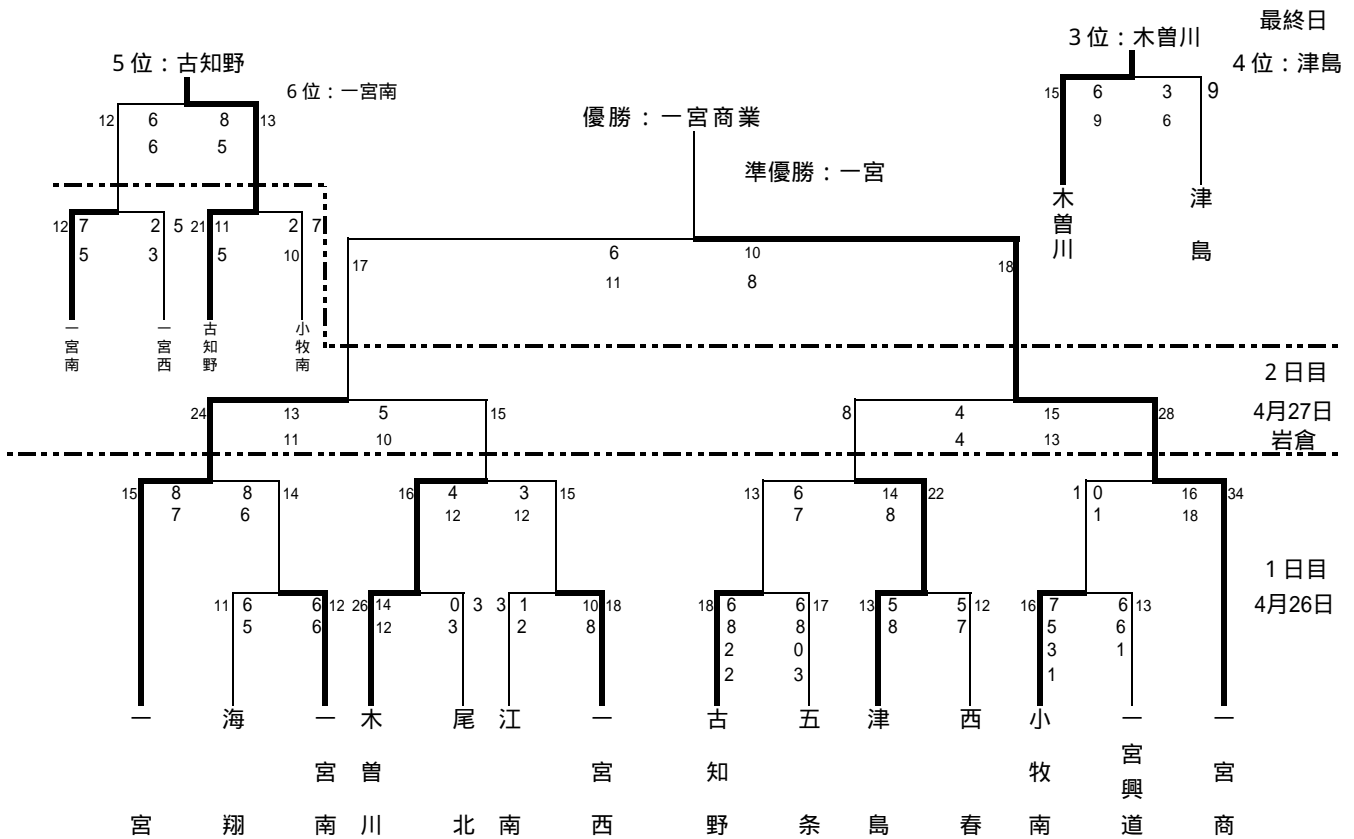 最終日
3位：木曽川
5位：古知野
4位：津島
6位：一宮南
15 6 3 9
9 6
12 6 8 13
6 5
優勝：一宮商業
準優勝：一宮
木曽川
津島
12 7 2 5 21 11 2 7
5 3 5 10
17 6 10 18
11 8
一宮南
一宮西
古知野
小牧南
2日目
24 13 5 15 8 4 15 28
4月27日
11 10 4 13
岩倉
15 8 8 14 16 4 3 15 13 6 14 22 1 0 16 34
7 6 12 12 7 8 1 18
1日目
11 6 6 12 26 14 0 3 3 1 10 18 18 6 6 17 13 5 5 12 16 7 6 13
4月26日
5 6 12 3 2 8 8 8 8 7 5 6
2 0 3 1
2 3 1
一宮
海翔
一宮南
木曽川
尾北
江南
一宮西
古知野
五条
津島
西春
小牧南
一宮興道
一宮商